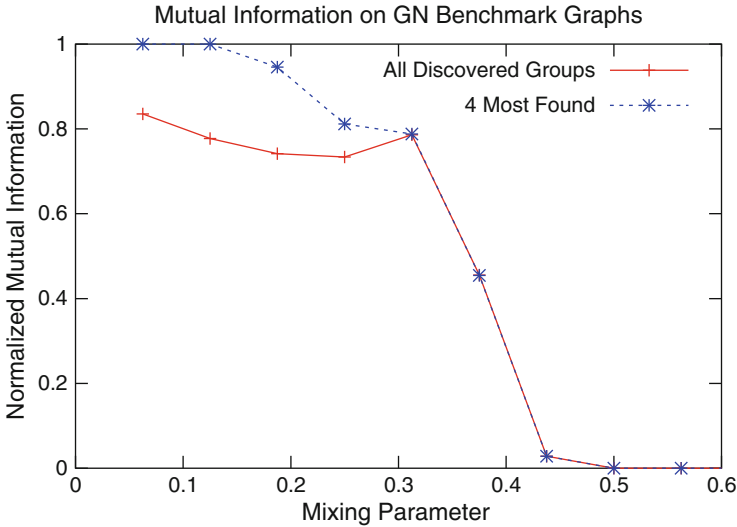 Mutual Information on GN Benchmark Graphs
All Discovered Groups
4 Most Found
Normalized Mutual Information
1
0.8
0.6
0.4
0.2
0
0 0.1 0.2 0.3 0.4 0.5 0.6
Mixing Parameter